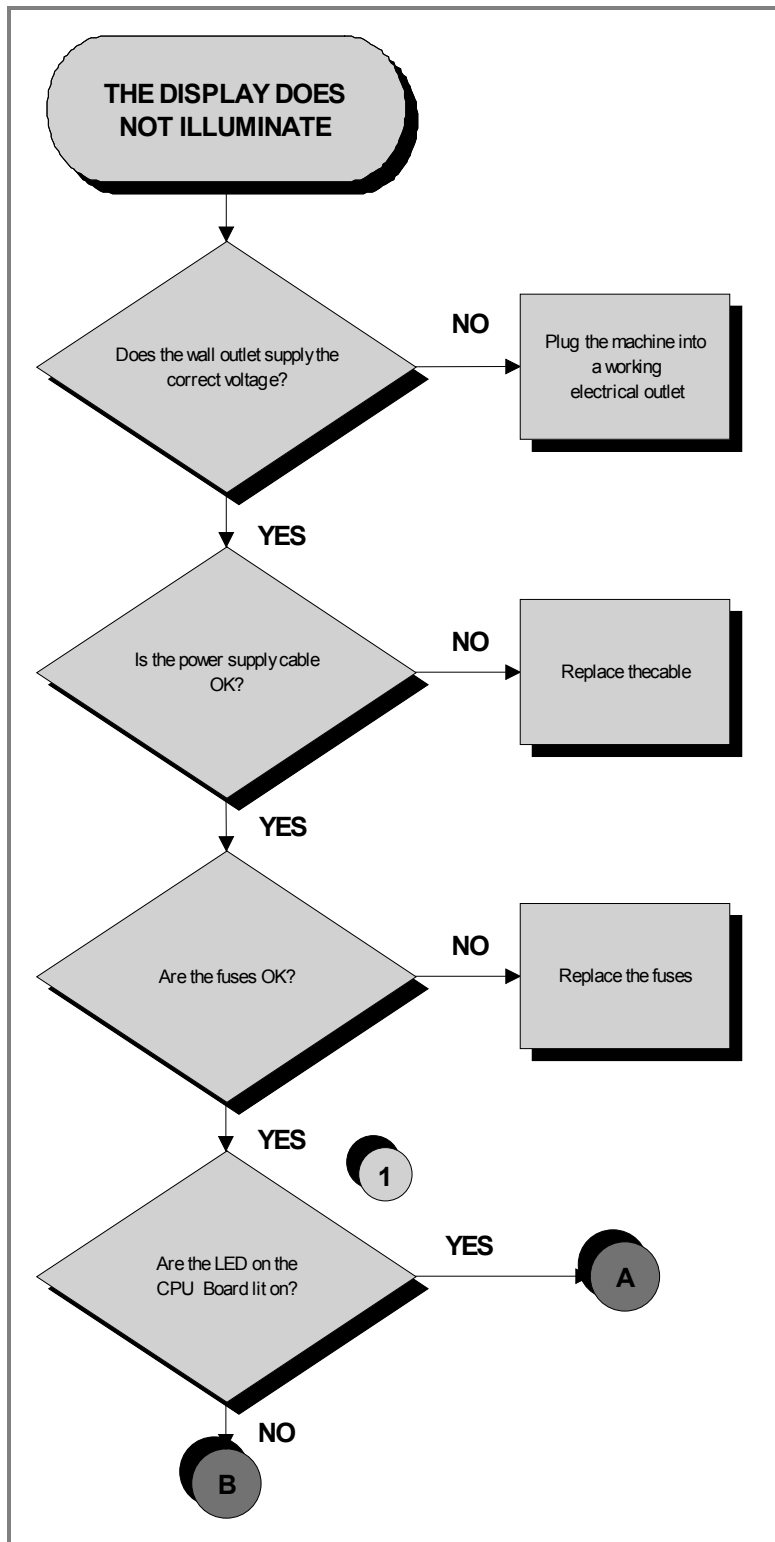 THE DISPLAY DOES
NOT ILLUMINATE
Does the wall outlet supply the
correct voltage?
NO
Plug the machine into
a working
electrical outlet
YES
Is the power supply cable
OK?
NO
Replace thecable
YES
Are the fuses OK?
NO
Replace the fuses
YES
1
Are the LED on the
CPU Board lit on?
YES
A
NO
B